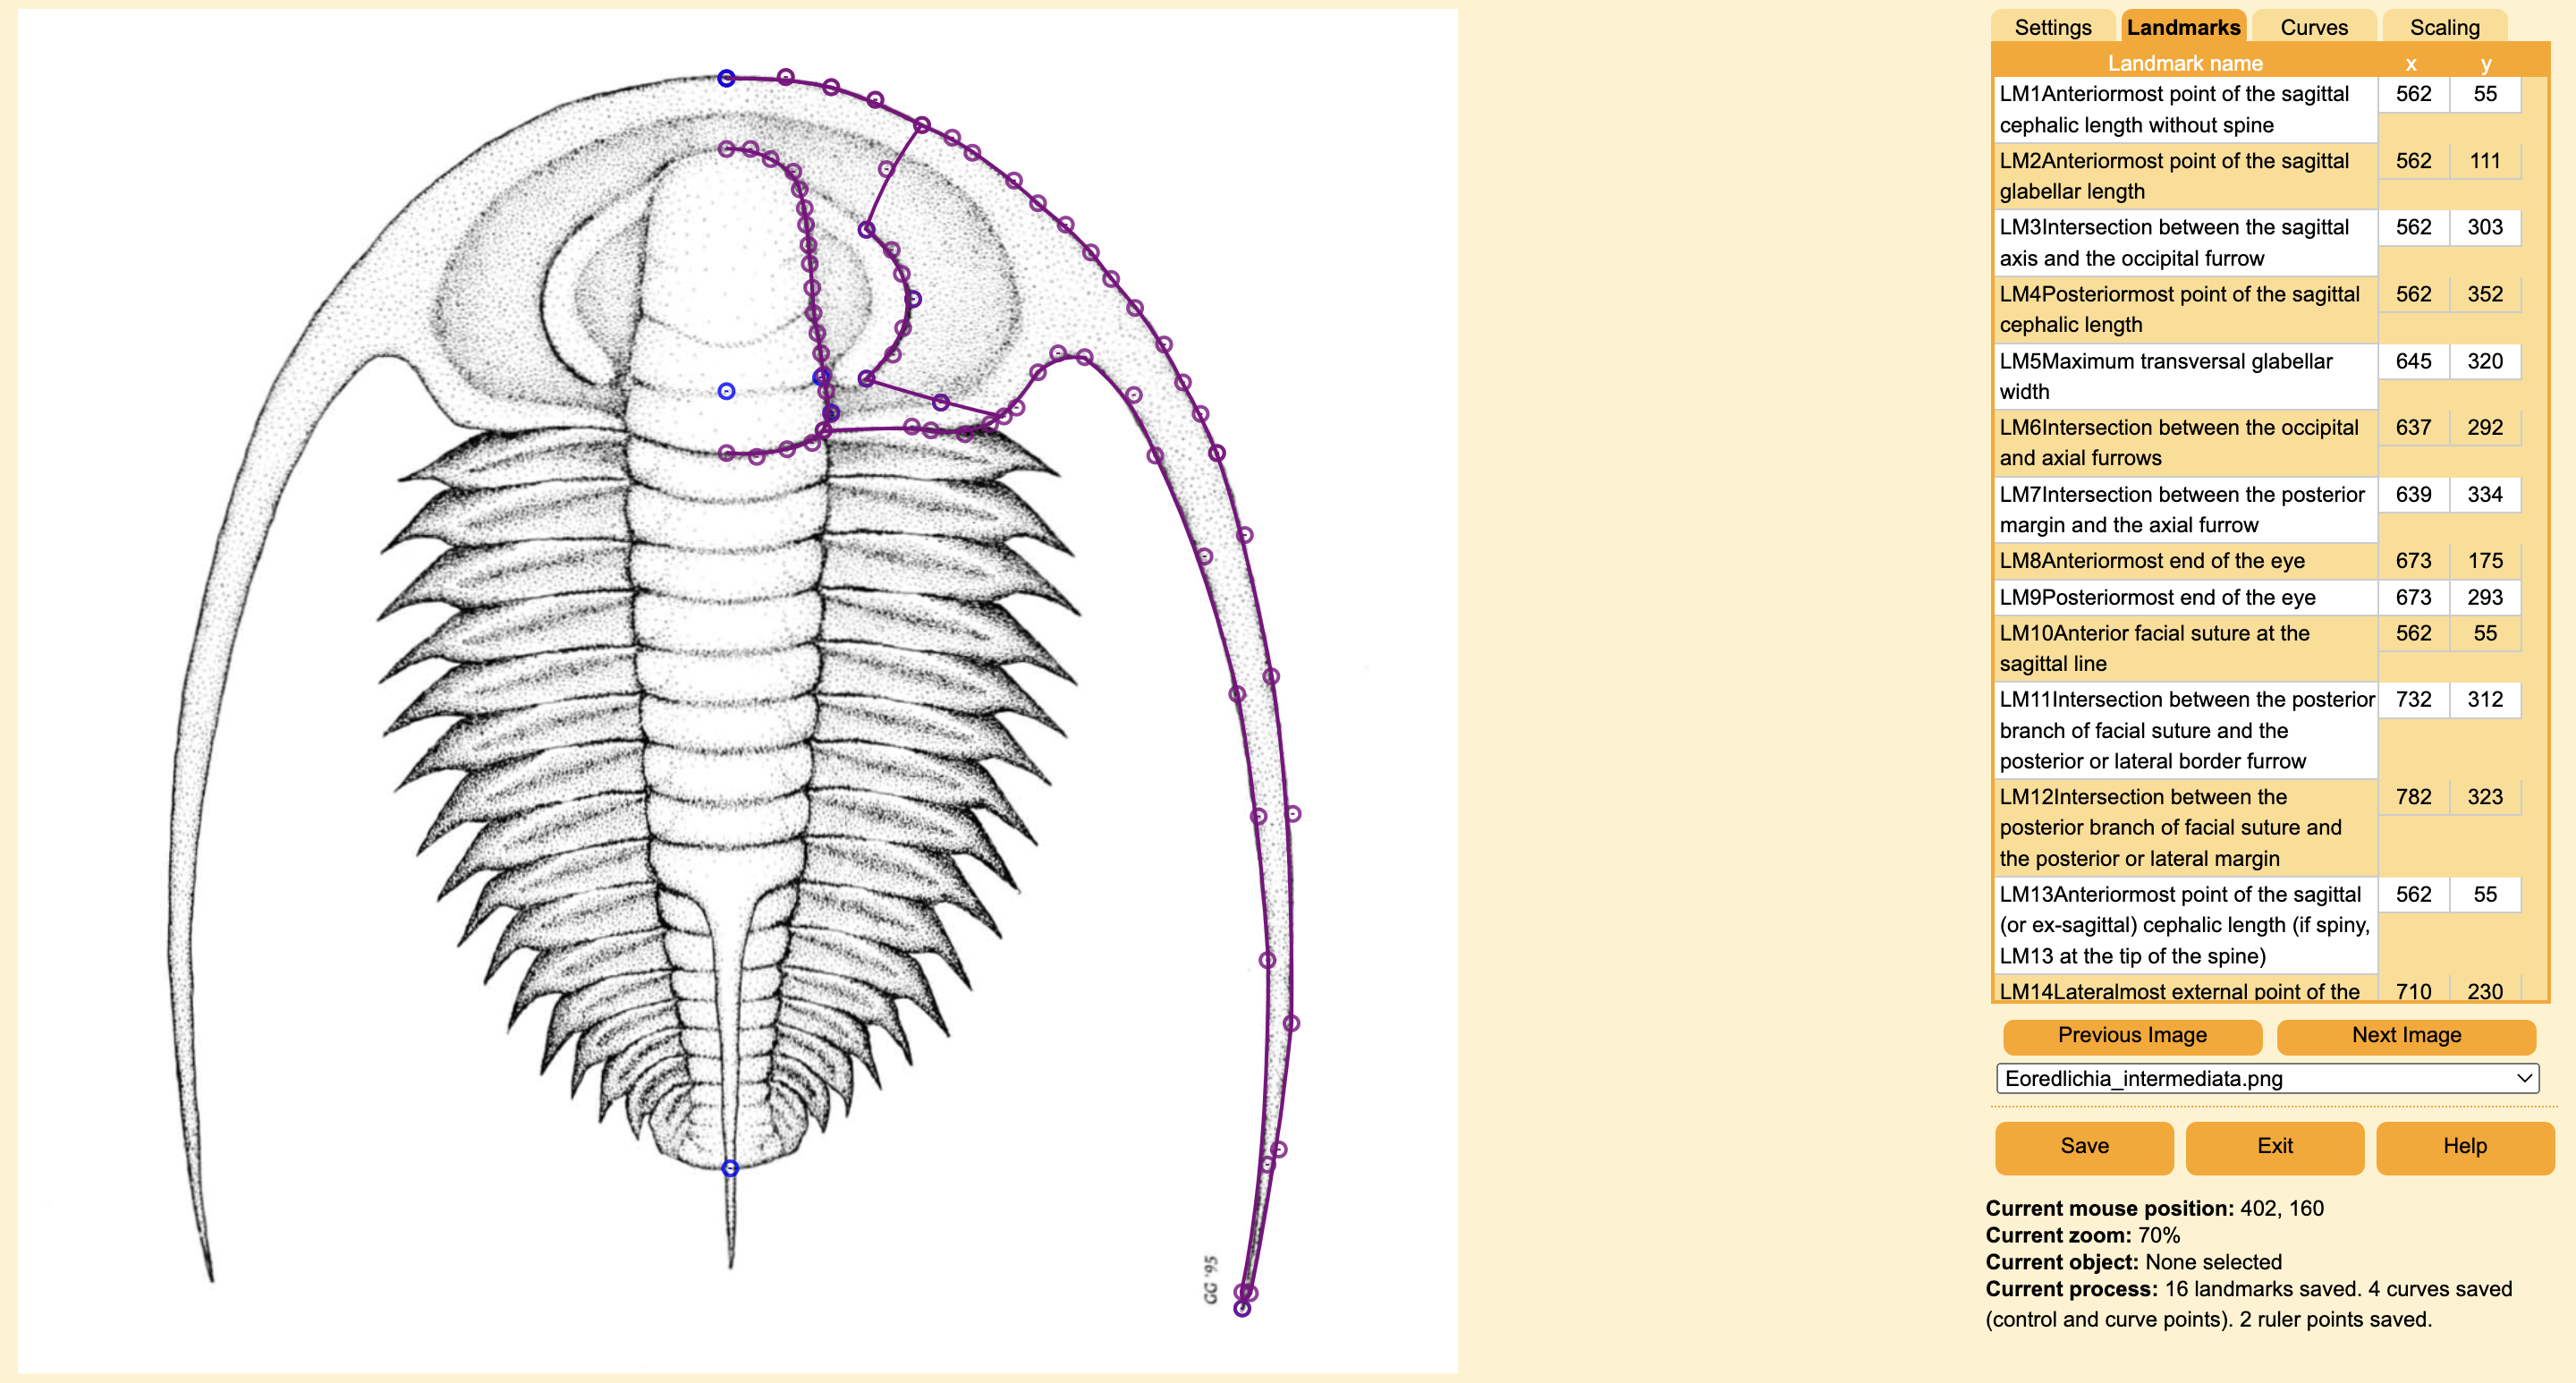 Settings
Landmarks
Curves
Scaling
Landmark name x y
LM1Anteriormost point of the sagittal 562 55
cephalic length without spine
LM2Anteriormost point of the sagittal 562 111
glabellar length
LM3Intersection between the sagittal 562 303
axis and the occipital furrow
LM4Posteriormost point of the sagittal 562 352
cephalic length
LM5Maximum transversal glabellar 645 320
width
LM6Intersection between the occipital 637 292
and axial furrows
LM7Intersection between the posterior 639 334
margin and the axial furrow
LM8Anteriormost end of the eye 673 175
LM9Posteriormost end of the eye 673 293
LM10Anterior facial suture at the 562 55
sagittal line
LM11Intersection between the posterior 732 312
branch of facial suture and the
posterior or lateral border furrow
LM12Intersection between the 782 323
posterior branch of facial suture and
the posterior or lateral margin
LM13Anteriormost point of the sagittal 562 55
(or ex-sagittal) cephalic length (if spiny,
LM13 at the tip of the spine)
LM14Lateralmost external point of the 710 230
Previous Image
Next Image
Eoredlichia_intermediata.png
Save
Exit
Help
Current mouse position: 402, 160
Current zoom: 70%
Current object: None selected
Current process: 16 landmarks saved. 4 curves saved
(control and curve points). 2 ruler points saved.
GG '95